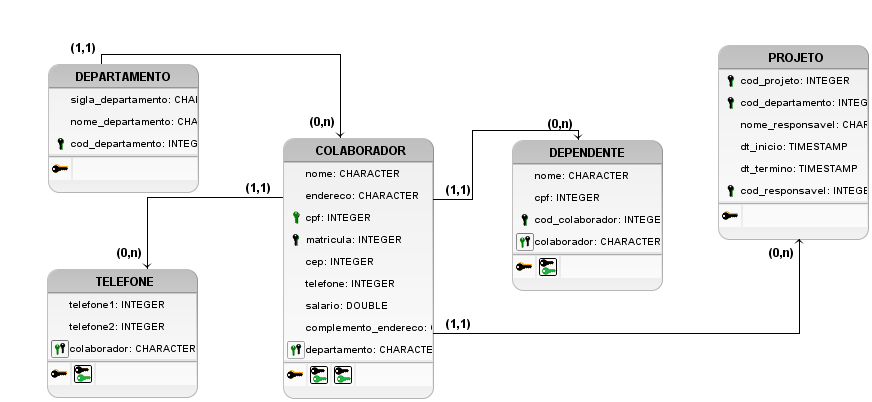 (1,1)
DEPARTAMENTO
sigla_departamento: CHA
nome_departamento: CHA
cod_departamento: INTEG
(0,n)
COLABORADOR
nome: CHARACTER
endereco: CHARACTER
cpf: INTEGER
matricula: INTEGER
cep: INTEGER
telefone: INTEGER
salario: DOUBLE
complemento_endereco:
departamento: CHARACTE
(1,1)
(0,n)
TELEFONE
telefone1: INTEGER
telefone2: INTEGER
colaborador: CHARACTER
(1,1)
(0,n)
DEPENDENTE
nome: CHARACTER
cpf: INTEGER
cod_colaborador: INTEGE
colaborador: CHARACTER
(1,1)
(0,n)
PROJETO
cod_projeto: INTEGER
cod_departamento: INTEG
nome_responsavel: CHAR
dt_inicio: TIMESTAMP
dt_termino: TIMESTAMP
cod_responsavel: INTEGE